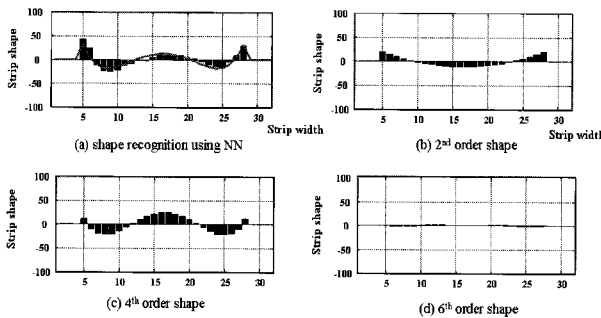 Strip shape
100
50
0
-50
-100
5 10 15 20 25 30
Strip width
(a) shape recognition using NN
Strip shape
100
50
0
-50
-100
5 10 15 20 25 30
Strip width
(b) 2nd order shape
Strip shape
100
50
0
-50
-100
5 10 15 20 25 30
(c) 4th order shape
Strip shape
100
50
0
-50
-100
5 10 15 20 25 30
(d) 6th order shape